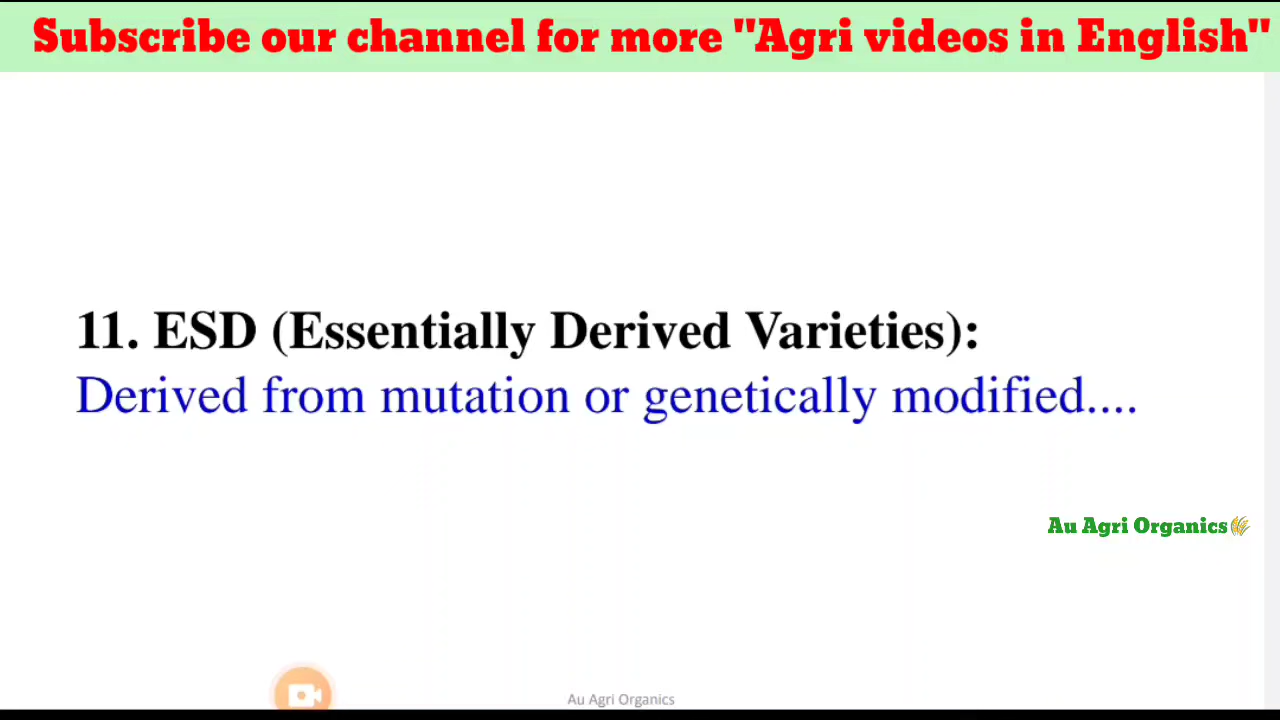 Subscribe our channel for more "Agri videos in English"
11. ESD (Essentially Derived Varieties):
Derived from mutation or genetically modified....
Au Agri Organics
Au Agri Organics